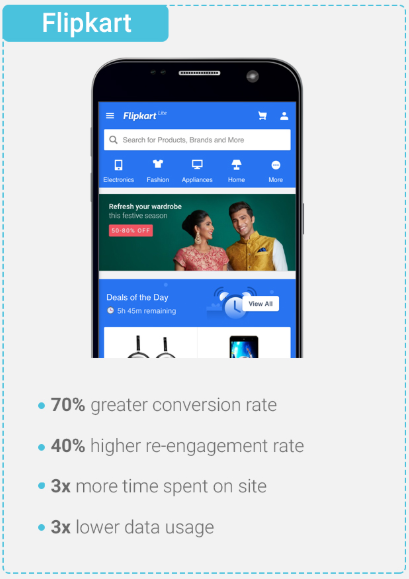 Flipkart
Flipkart Lite
Search for Products, Brands and More
Electronics Fashion Appliances Home More
Refresh your wardrobe
this festive season
50-80% OFF
Deals of the Day
5h 45m remaining
View All
70% greater conversion rate
40% higher re-engagement rate
3x more time spent on site
3x lower data usage